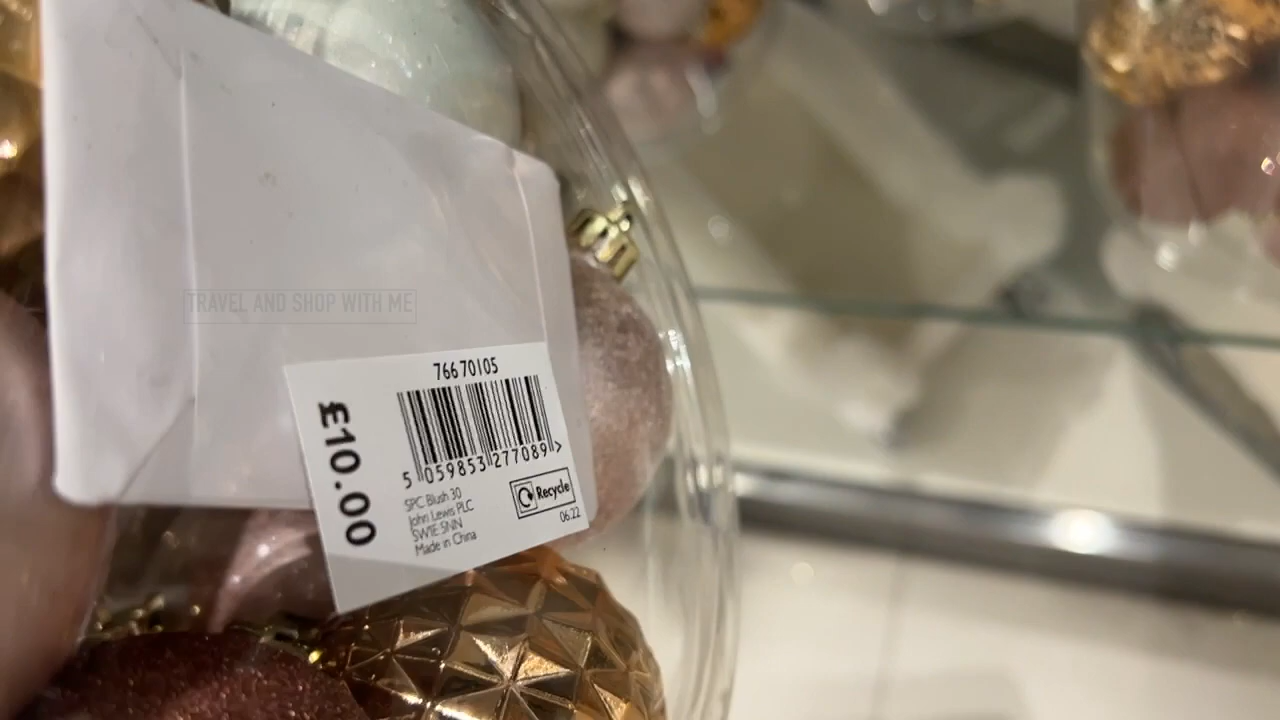 TRAVEL AND SHOP WITH ME
76670105
5 059853 277089 >
£10.00
SPC Blush 30
John Lewis PLC
SW1E 5NN
Made in China
Recycle
06.22